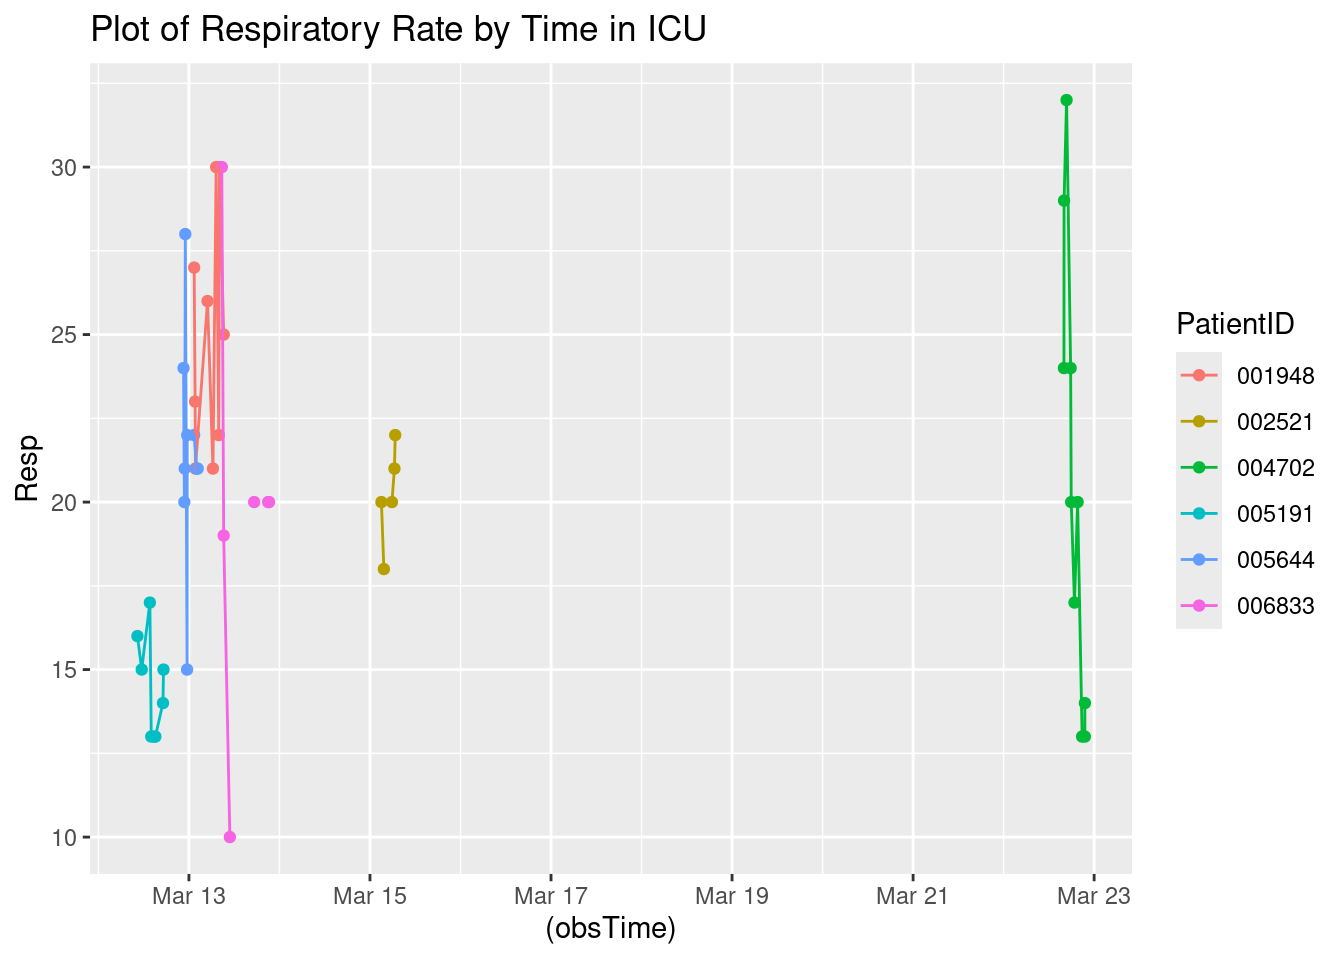 Plot of Respiratory Rate by Time in ICU
30
25
20
15
10
Resp
Mar 13
Mar 15
Mar 17
Mar 19
Mar 21
Mar 23
(obsTime)
PatientID
001948
002521
004702
005191
005644
006833